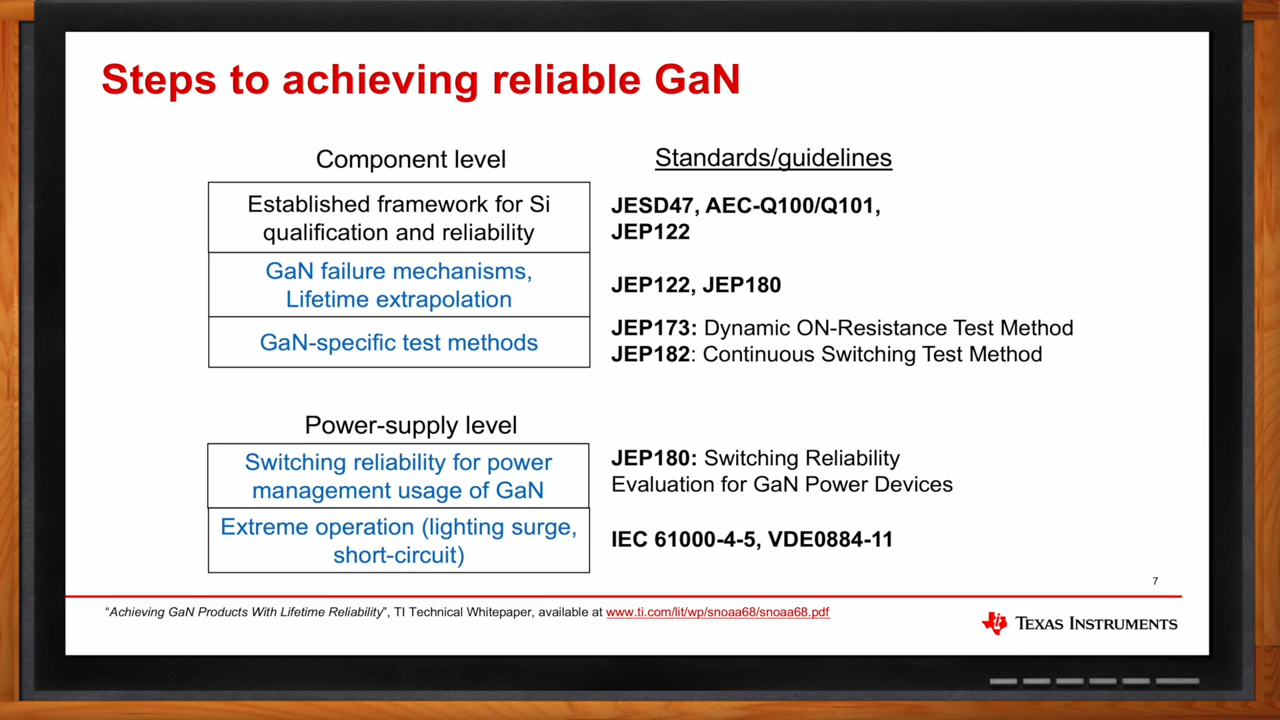 Steps to achieving reliable GaN
Component level
Standards/guidelines
Established framework for Si
qualification and reliability
JESD47, AEC-Q100/Q101,
JEP122
GaN failure mechanisms,
Lifetime extrapolation
JEP122, JEP180
GaN-specific test methods
JEP173: Dynamic ON-Resistance Test Method
JEP182: Continuous Switching Test Method
Power-supply level
Switching reliability for power
management usage of GaN
JEP180: Switching Reliability
Evaluation for GaN Power Devices
Extreme operation (lighting surge,
short-circuit)
IEC 61000-4-5, VDE0884-11
7
“Achieving GaN Products With Lifetime Reliability”, TI Technical Whitepaper, available at www.ti.com/lit/wp/snoaa68/snoaa68.pdf
TEXAS INSTRUMENTS